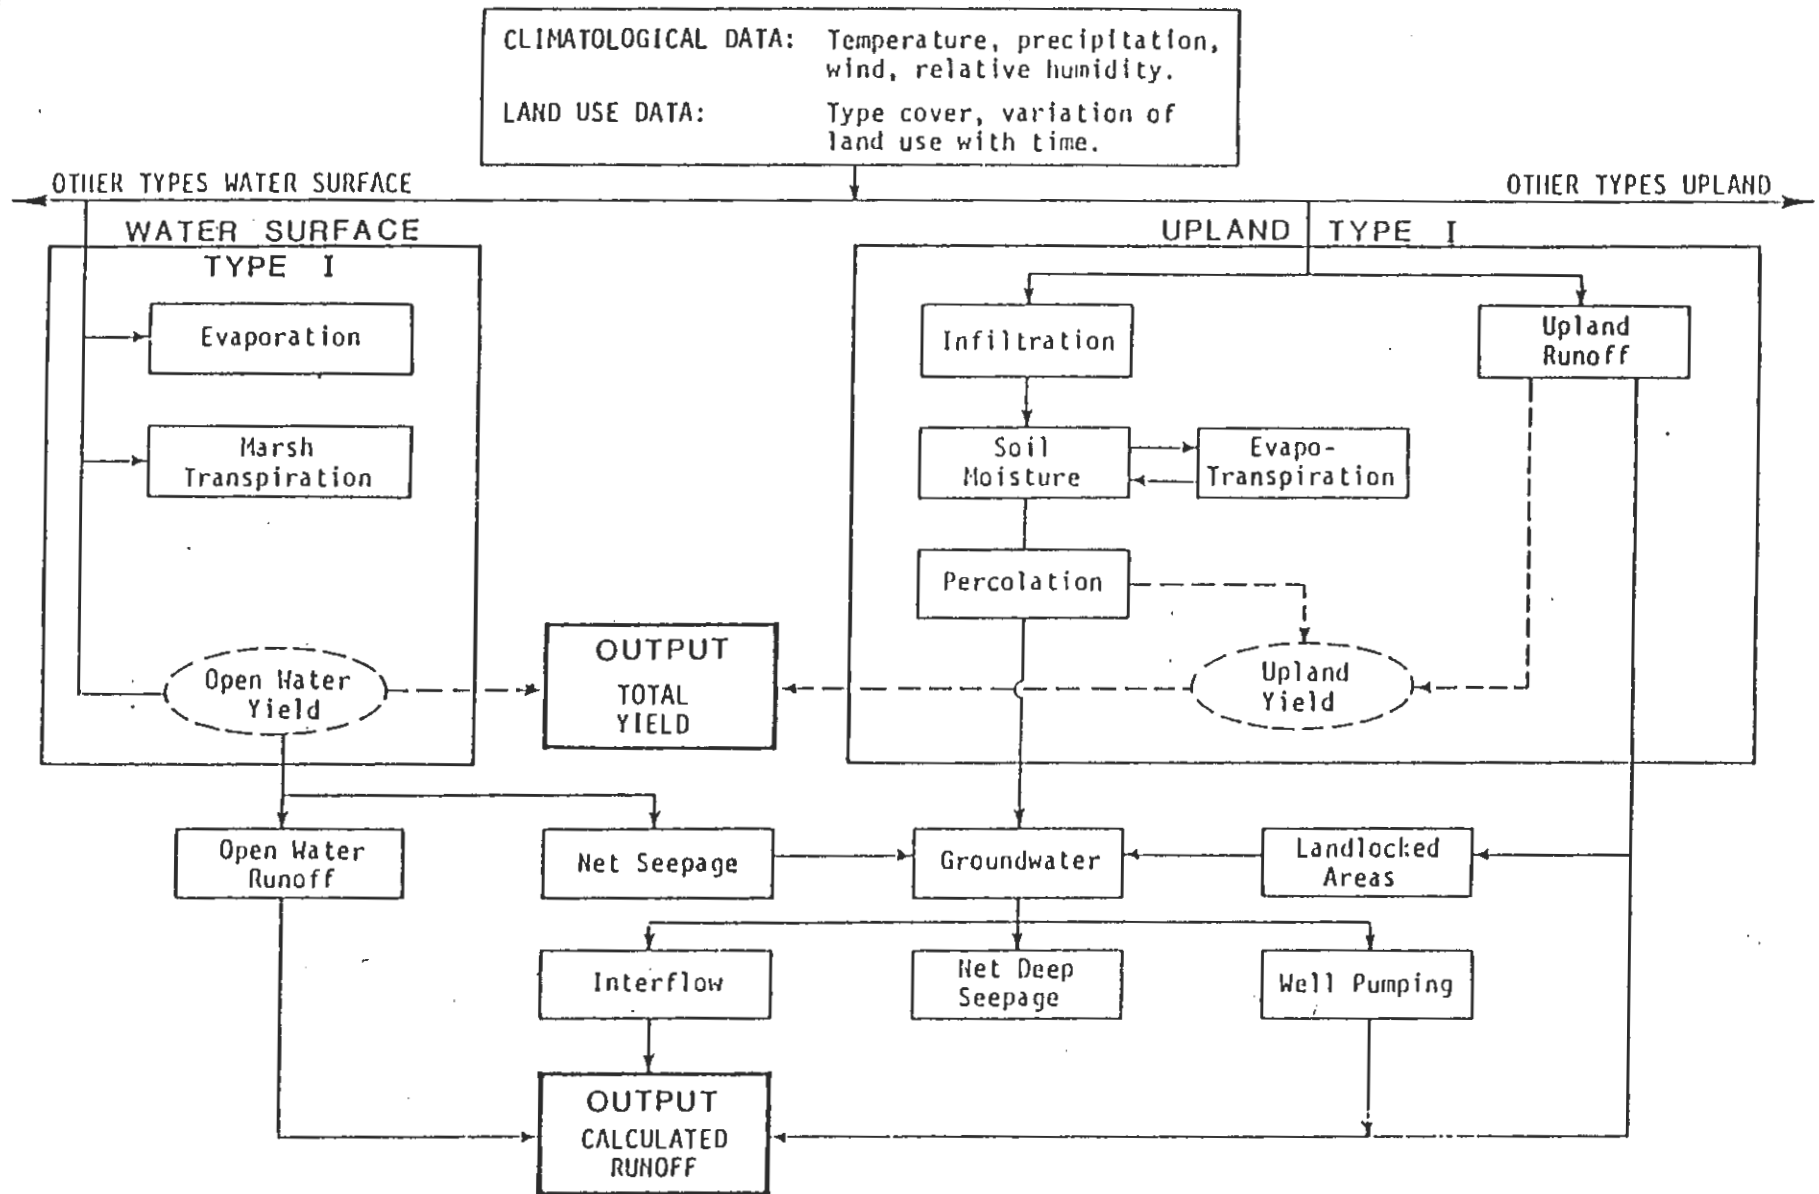 CLIMATOLOGICAL DATA: Temperature, precipitation,
wind, relative humidity.
LAND USE DATA: Type cover, variation of
land use with time.
OTHER TYPES WATER SURFACE
OTHER TYPES UPLAND
WATER SURFACE
TYPE I
UPLAND TYPE I
Evaporation
Infiltration
Upland
Runoff
Marsh
Transpiration
Soil
Moisture
Evapo-
Transpiration
Percolation
Open Water
Yield
OUTPUT
TOTAL
YIELD
Upland
Yield
Open Water
Runoff
Net Seepage
Groundwater
Landlocked
Areas
Interflow
Net Deep
Seepage
Well Pumping
OUTPUT
CALCULATED
RUNOFF